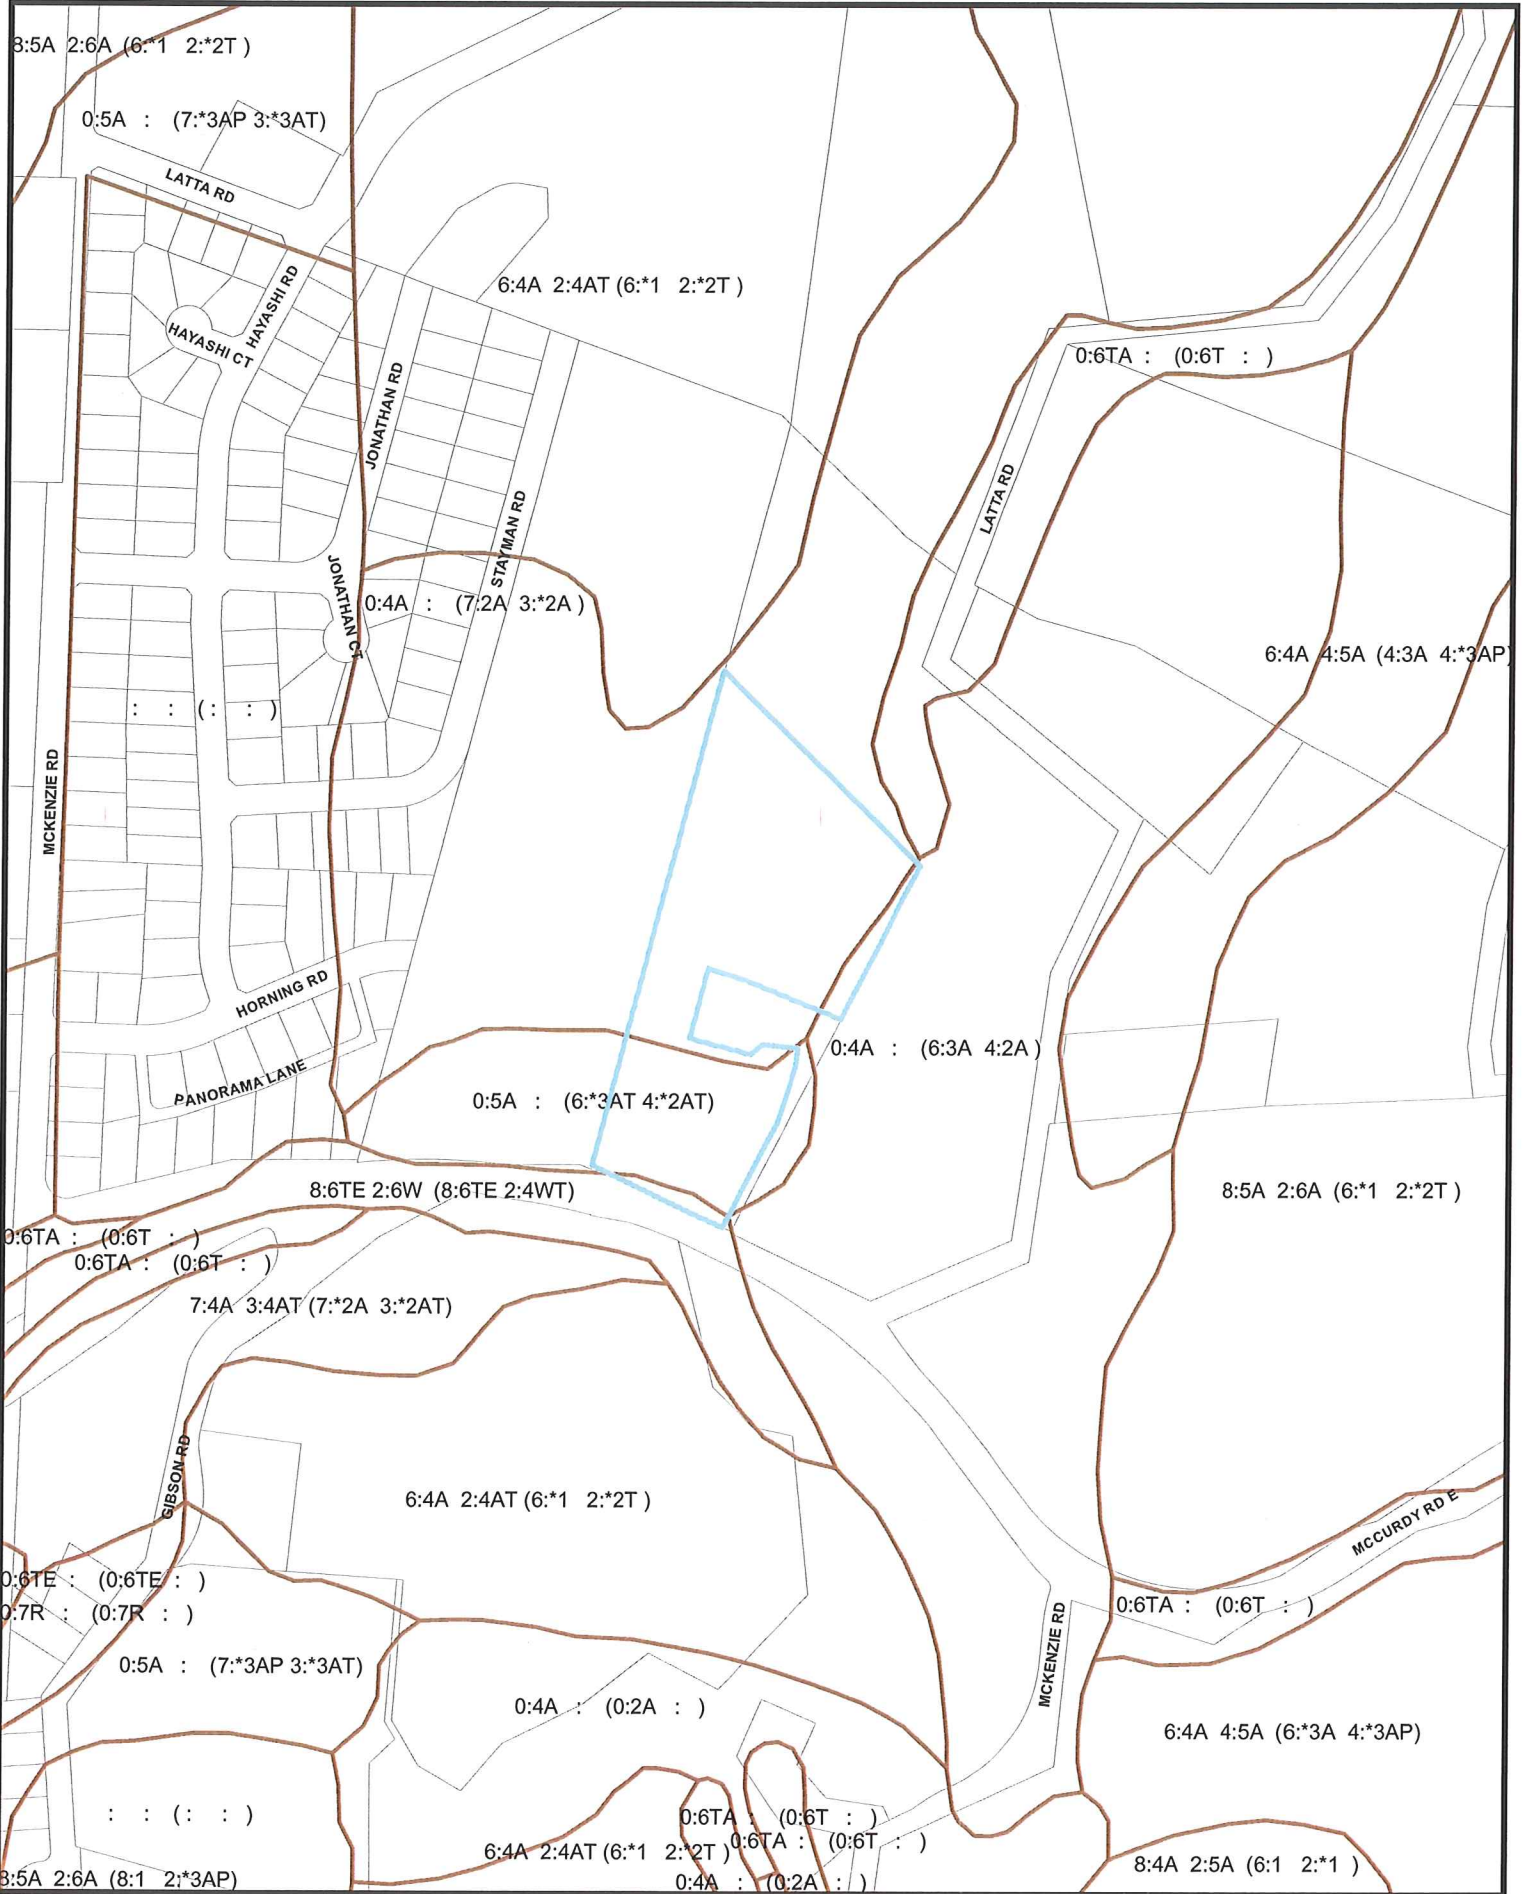 8:5A 2:6A (6:*1 2:*2T )
0:5A : (7:*3AP 3:*3AT)
LATTA RD
6:4A 2:4AT (6:*1 2:*2T )
HAYASHI RD
HAYASHI CT
0:6TA : (0:6T : )
JONATHAN RD
LATTA RD
STAYMAN RD
JONATHAN CT
0:4A : (7:2A 3:*2A )
6:4A 4:5A (4:3A 4:*3AP)
: : (: : )
MCKENZIE RD
HORNING RD
0:4A : (6:3A 4:2A )
PANORAMA LANE
0:5A : (6:*3AT 4:*2AT)
8:6TE 2:6W (8:6TE 2:4WT)
8:5A 2:6A (6:*1 2:*2T )
0:6TA : (0:6T : )
0:6TA : (0:6T : )
7:4A 3:4AT (7:*2A 3:*2AT)
GIBSON RD
6:4A 2:4AT (6:*1 2:*2T )
MCCURDY RD E
0:6TE : (0:6TE : )
0:7R : (0:7R : )
0:6TA : (0:6T : )
MCKENZIE RD
0:5A : (7:*3AP 3:*3AT)
0:4A : (0:2A : )
6:4A 4:5A (6:*3A 4:*3AP)
: : (: : )
0:6TA : (0:6T : )
0:6TA : (0:6T : )
6:4A 2:4AT (6:*1 2:*2T )
8:4A 2:5A (6:1 2:*1 )
8:5A 2:6A (8:1 2:*3AP)
0:4A : (0:2A : )